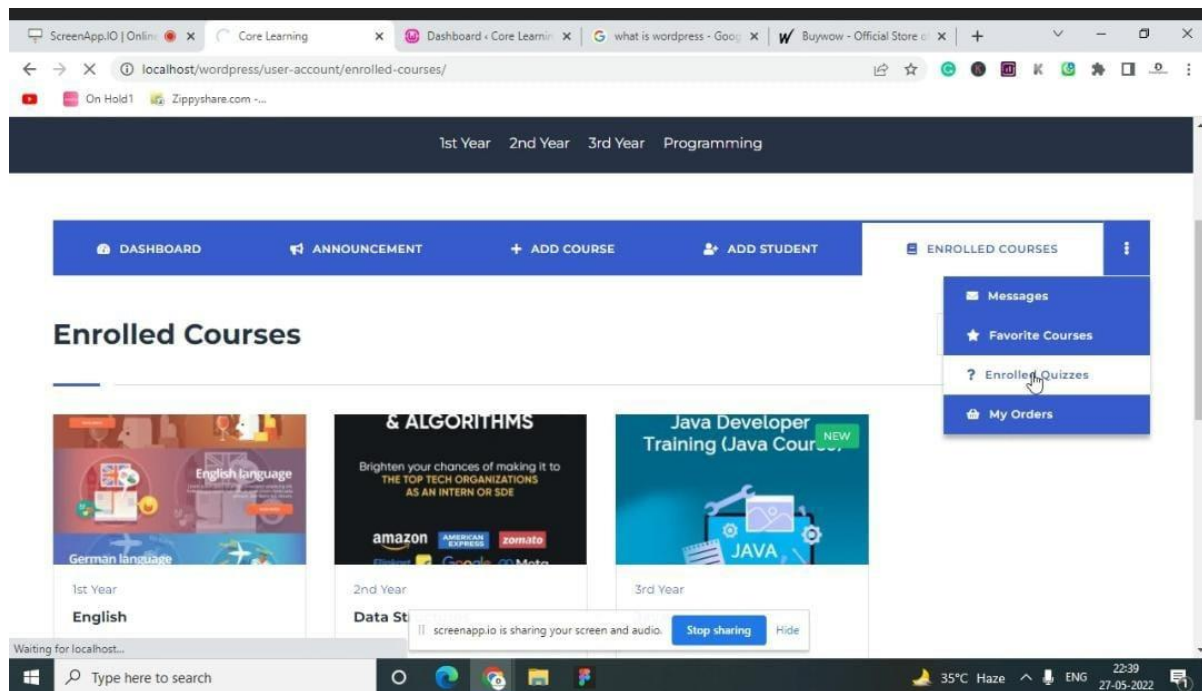 ScreenApp.IO | Onlin
Core Learning
Dashboard ‹ Core Learnin
what is wordpress - Goog
Buywow - Official Store o
localhost/wordpress/user-account/enrolled-courses/
On Hold1
Zippyshare.com -...
1st Year 2nd Year 3rd Year Programming
DASHBOARD
ANNOUNCEMENT
ADD COURSE
ADD STUDENT
ENROLLED COURSES
Messages
Favorite Courses
Enrolled Quizzes
My Orders
Enrolled Courses
English language
German language
1st Year
English
& ALGORITHMS
Brighten your chances of making it to
THE TOP TECH ORGANIZATIONS
AS AN INTERN OR SDE
amazon
AMERICAN
EXPRESS
zomato
Google
Meta
2nd Year
Data St
Java Developer
NEW
Training (Java Course)
JAVA
3rd Year
screenapp.io is sharing your screen and audio.
Stop sharing
Hide
Waiting for localhost...
Type here to search
35°C Haze
ENG
22:39
27-05-2022